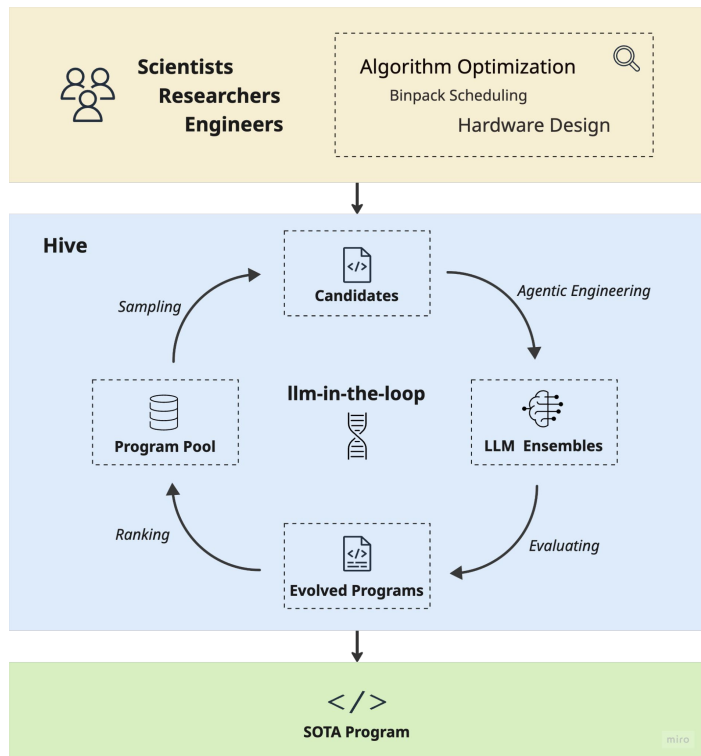 Scientists
Researchers
Engineers
Algorithm Optimization
Binpack Scheduling
Hardware Design
Hive
</>
Candidates
Sampling
Agentic Engineering
llm-in-the-loop
Program Pool
LLM Ensembles
Ranking
Evaluating
</>
Evolved Programs
</>
SOTA Program
miro